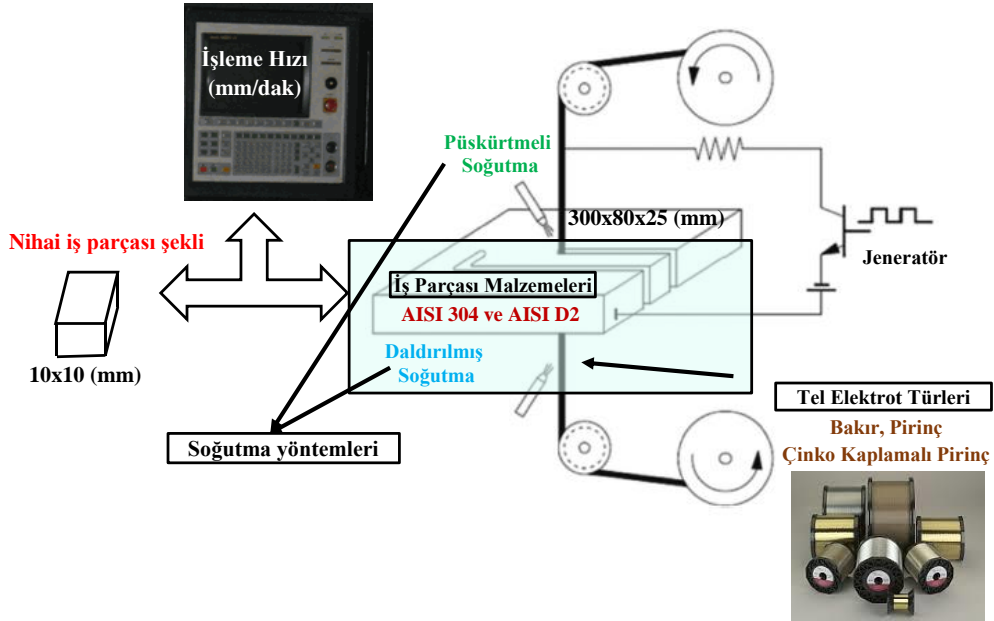 İşleme Hızı
(mm/dak)
Püskürtmeli
Soğutma
300x80x25 (mm)
Nihai iş parçası şekli
Jeneratör
İş Parçası Malzemeleri
AISI 304 ve AISI D2
10x10 (mm)
Daldırılmış
Soğutma
Tel Elektrot Türleri
Soğutma yöntemleri
Bakır, Pirinç
Çinko Kaplamalı Pirinç